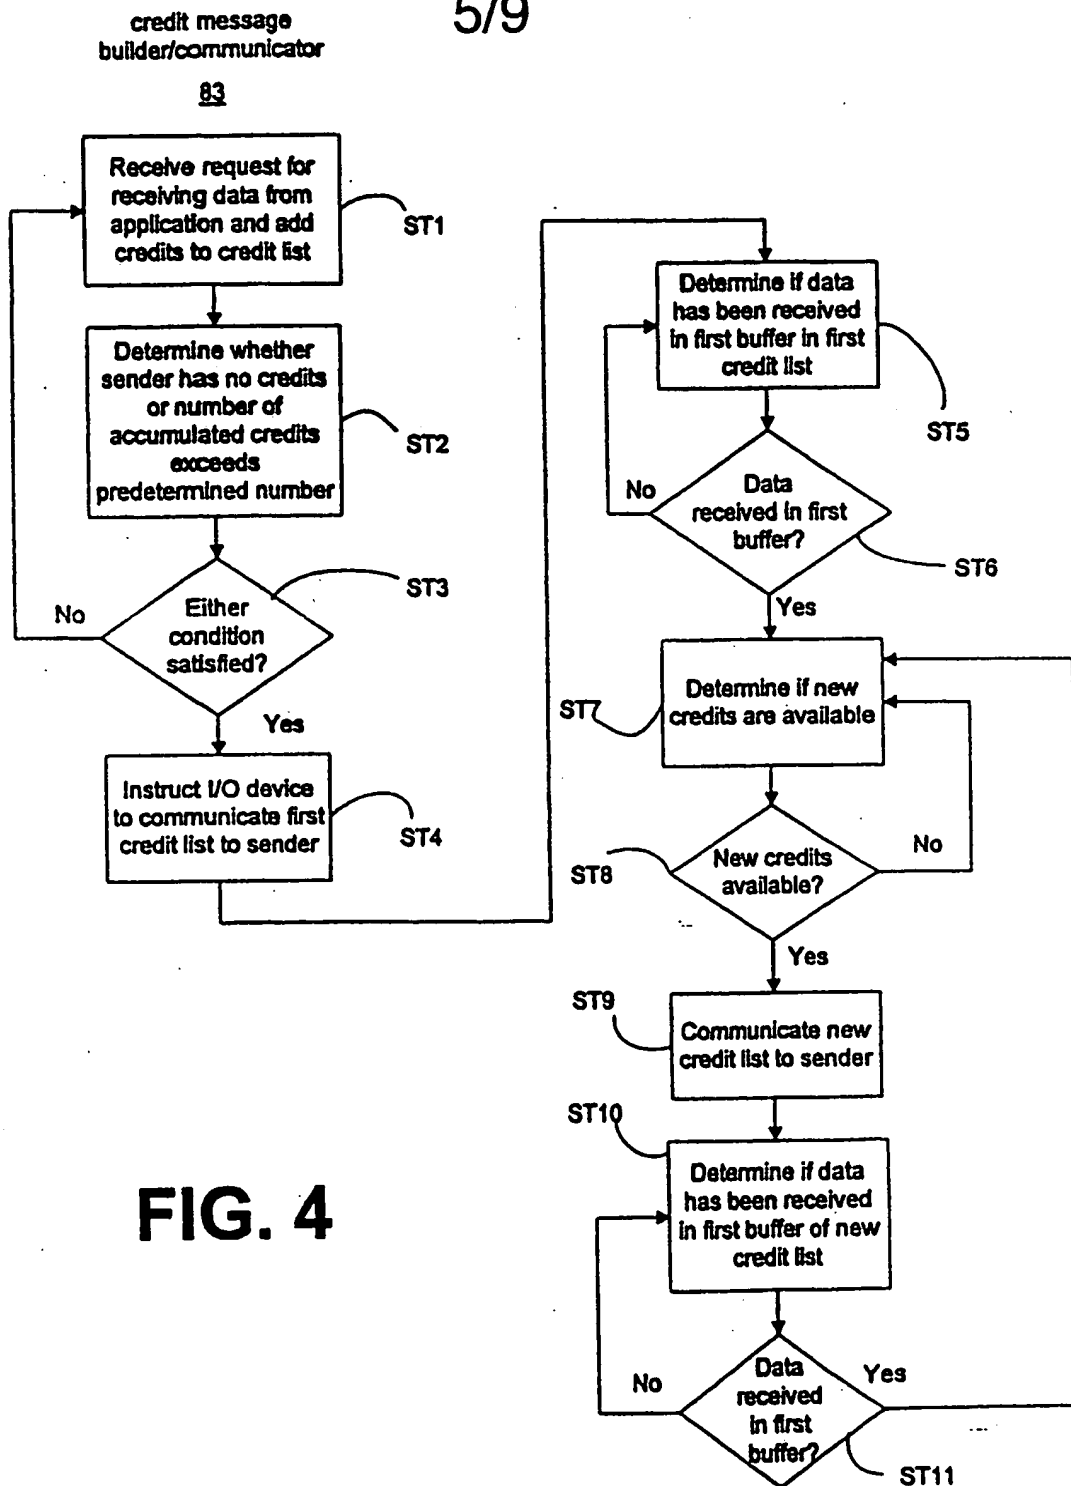 5/9
credit message
builder/communicator
83
Receive request for
receiving data from
application and add
credits to credit list
ST1
Determine whether
sender has no credits
or number of
accumulated credits
exceeds
predetermined number
ST2
Either
condition
satisfied?
ST3
No
Yes
Instruct I/O device
to communicate first
credit list to sender
ST4
Determine if data
has been received
in first buffer in first
credit list
ST5
Data
received in first
buffer?
No
ST6
Yes
Determine if new
credits are available
ST7
New credits
available?
No
ST8
Yes
ST9
Communicate new
credit list to sender
ST10
Determine if data
has been received
in first buffer of new
credit list
Data
received
in first
buffer?
No
Yes
ST11
FIG. 4